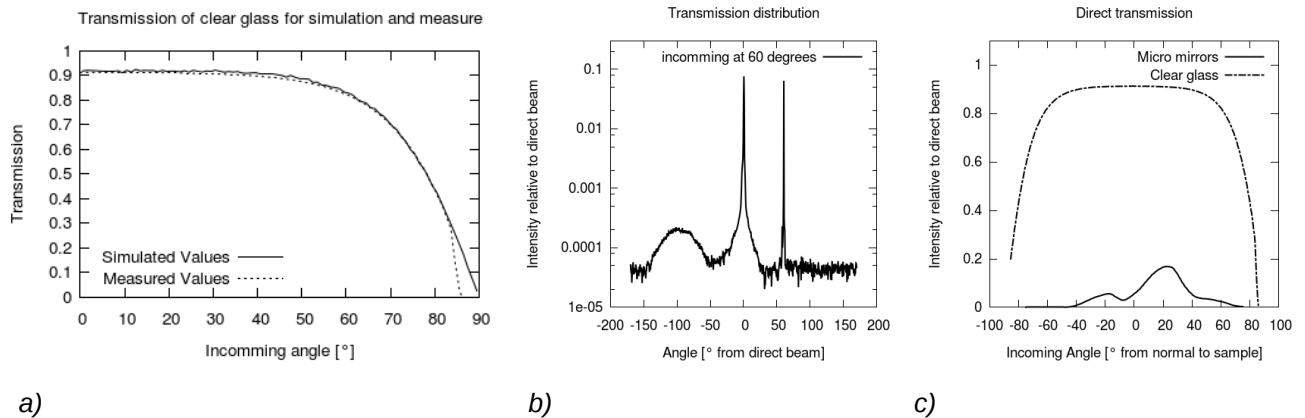 Transmission of clear glass for simulation and measure
1
0.9
0.8
0.7
0.6
0.5
0.4
0.3
0.2
0.1
0
Transmission
Simulated Values
Measured Values
0 10 20 30 40 50 60 70 80 90
Incomming angle [°]
a)
Transmission distribution
incomming at 60 degrees
0.1
0.01
0.001
0.0001
1e-05
Intensity relative to direct beam
-200 -150 -100 -50 0 50 100 150 200
Angle [° from direct beam]
b)
Direct transmission
Micro mirrors
Clear glass
1
0.8
0.6
0.4
0.2
0
Intensity relative to direct beam
-100 -80 -60 -40 -20 0 20 40 60 80 100
Incoming Angle [° from normal to sample]
c)